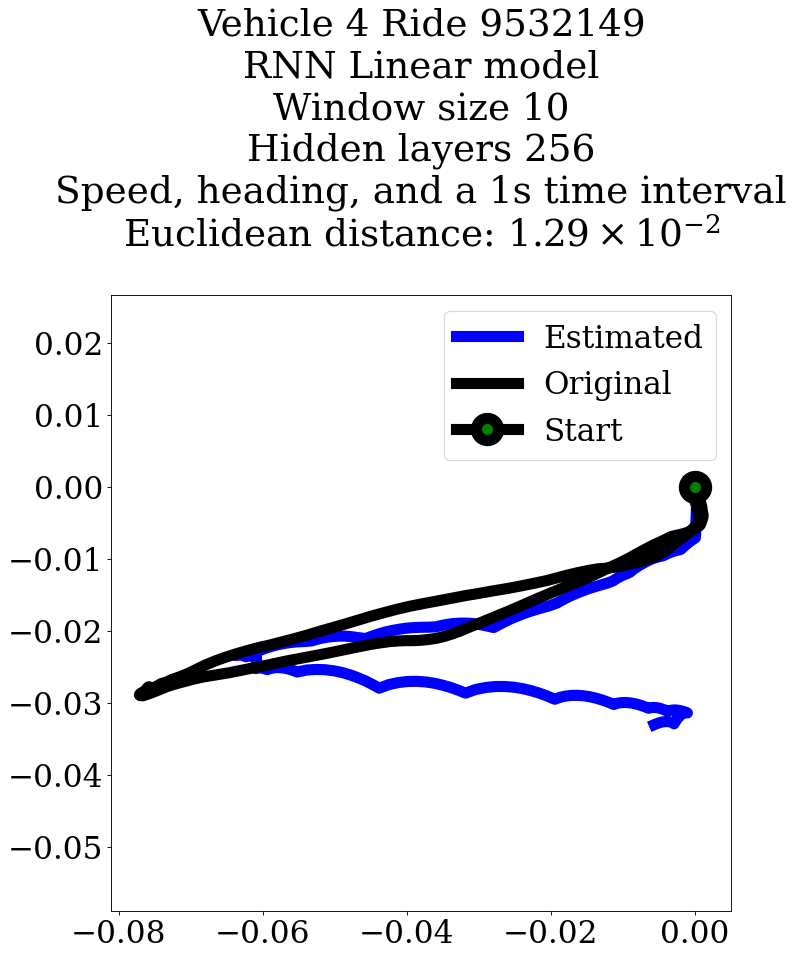 Vehicle 4 Ride 9532149
RNN Linear model
Window size 10
Hidden layers 256
Speed, heading, and a 1s time interval
Euclidean distance: 1.29 × 10⁻²
Estimated
Original
Start
0.02
0.01
0.00
−0.01
−0.02
−0.03
−0.04
−0.05
−0.08 −0.06 −0.04 −0.02 0.00